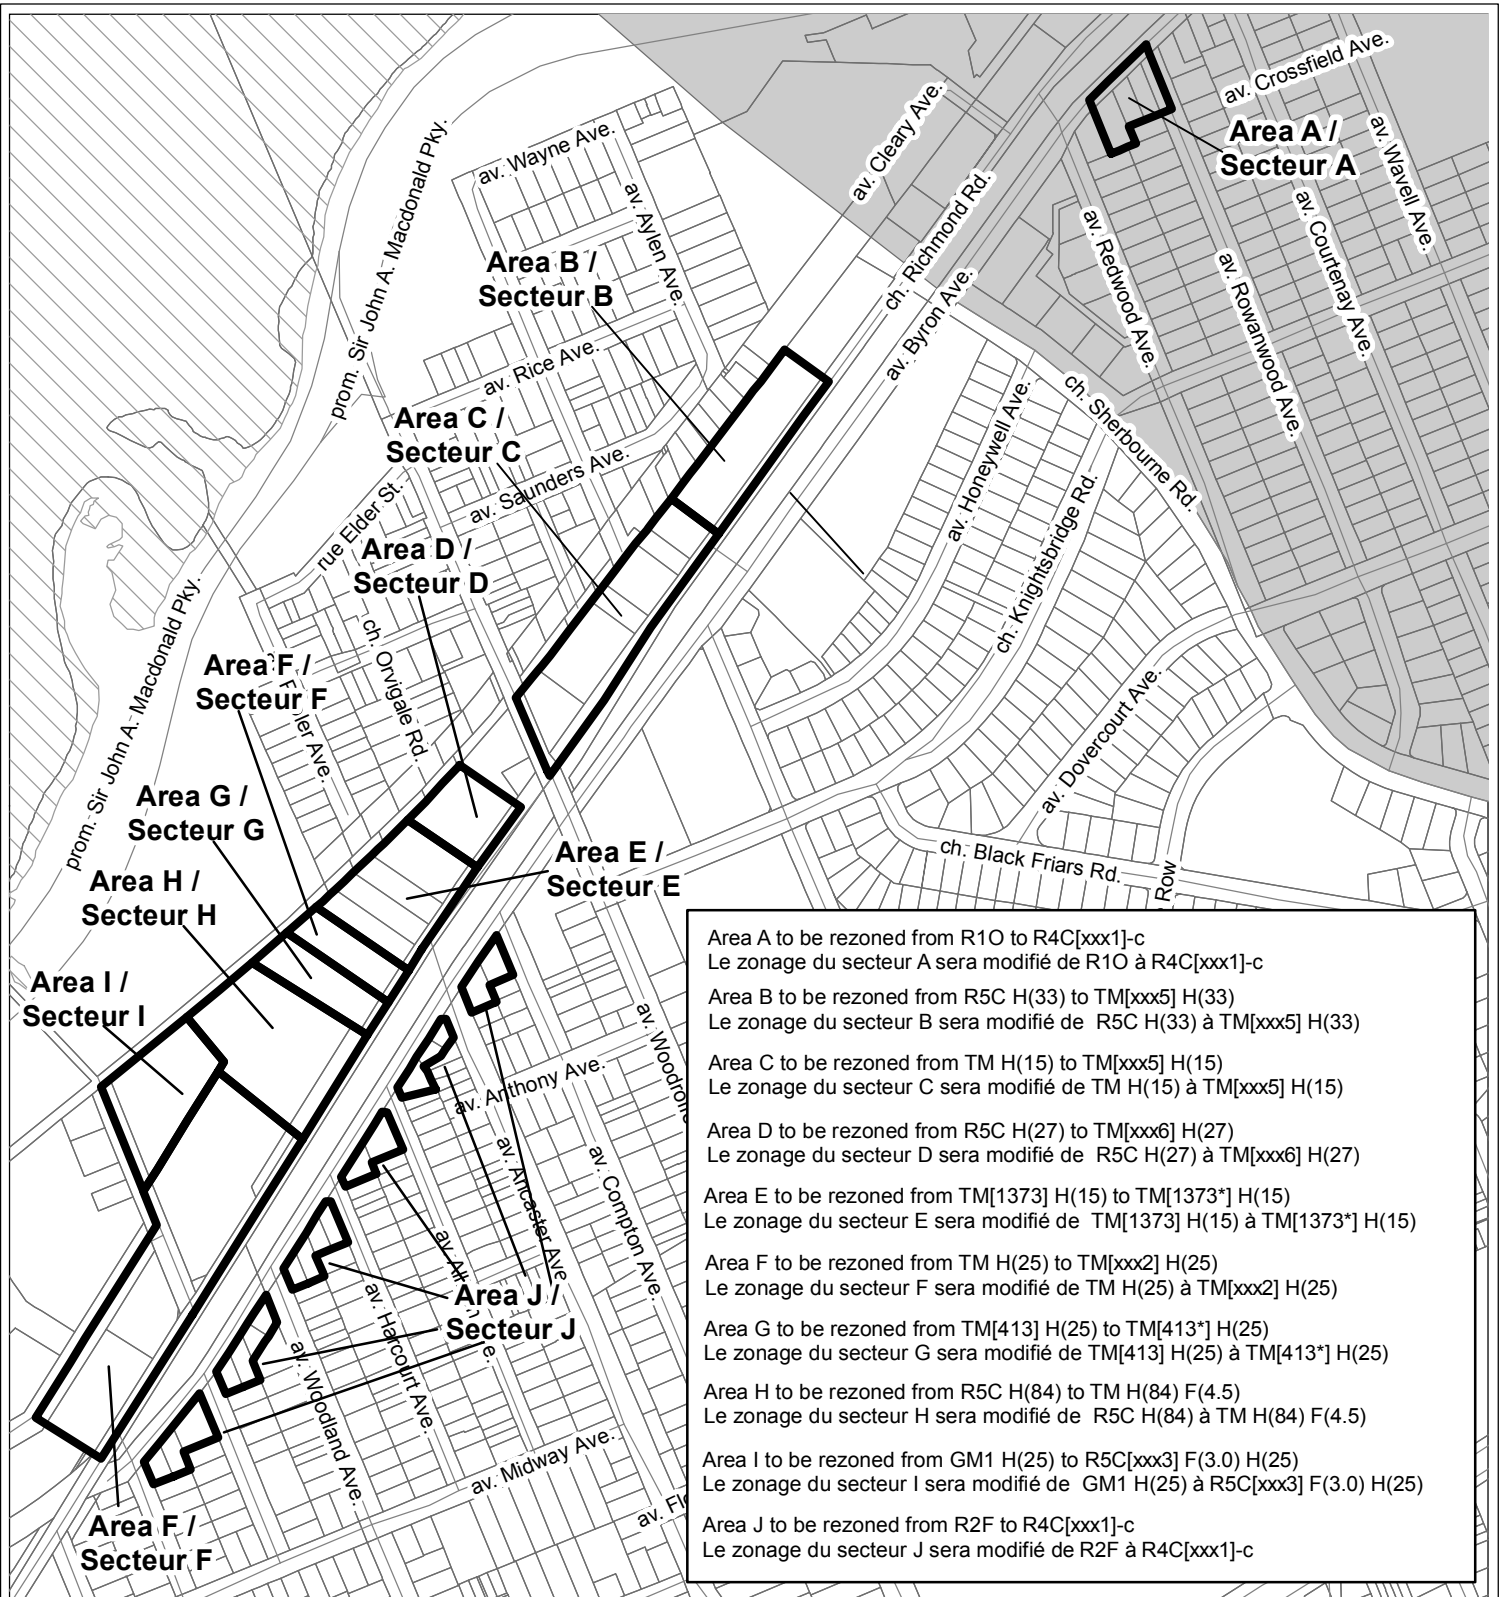 av. Crossfield Ave.
Area A /
Secteur A
av. Wavell Ave.
av. Cleary Ave.
av. Wayne Ave.
av. Aylen Ave.
prom. Sir John A. Macdonald Pky.
ch. Richmond Rd.
av. Redwood Ave.
av. Courtenay Ave.
av. Rowanwood Ave.
Area B /
Secteur B
av. Byron Ave.
av. Rice Ave.
ch. Sherbourne Rd.
av. Honeywell Ave.
Area C /
Secteur C
av. Saunders Ave.
rue Elder St.
ch. Knightsbridge Rd.
Area D /
Secteur D
prom. Sir John A. Macdonald Pky.
ch. Orvigale Rd.
Area F /
Secteur F
av. Dovercourt Ave.
Area G /
Secteur G
Area E /
Secteur E
ch. Black Friars Rd.
Row
Area H /
Secteur H
Area I /
Secteur I
av. Anthony Ave.
av. Ancaster Ave.
av. Compton Ave.
Area J /
Secteur J
av. Harcourt Ave.
av. Woodland Ave.
av. Midway Ave.
Area F /
Secteur F
Area A to be rezoned from R1O to R4C[xxx1]-c
Le zonage du secteur A sera modifié de R1O à R4C[xxx1]-c
Area B to be rezoned from R5C H(33) to TM[xxx5] H(33)
Le zonage du secteur B sera modifié de R5C H(33) à TM[xxx5] H(33)
Area C to be rezoned from TM H(15) to TM[xxx5] H(15)
Le zonage du secteur C sera modifié de TM H(15) à TM[xxx5] H(15)
Area D to be rezoned from R5C H(27) to TM[xxx6] H(27)
Le zonage du secteur D sera modifié de R5C H(27) à TM[xxx6] H(27)
Area E to be rezoned from TM[1373] H(15) to TM[1373*] H(15)
Le zonage du secteur E sera modifié de TM[1373] H(15) à TM[1373*] H(15)
Area F to be rezoned from TM H(25) to TM[xxx2] H(25)
Le zonage du secteur F sera modifié de TM H(25) à TM[xxx2] H(25)
Area G to be rezoned from TM[413] H(25) to TM[413*] H(25)
Le zonage du secteur G sera modifié de TM[413] H(25) à TM[413*] H(25)
Area H to be rezoned from R5C H(84) to TM H(84) F(4.5)
Le zonage du secteur H sera modifié de R5C H(84) à TM H(84) F(4.5)
Area I to be rezoned from GM1 H(25) to R5C[xxx3] F(3.0) H(25)
Le zonage du secteur I sera modifié de GM1 H(25) à R5C[xxx3] F(3.0) H(25)
Area J to be rezoned from R2F to R4C[xxx1]-c
Le zonage du secteur J sera modifié de R2F à R4C[xxx1]-c